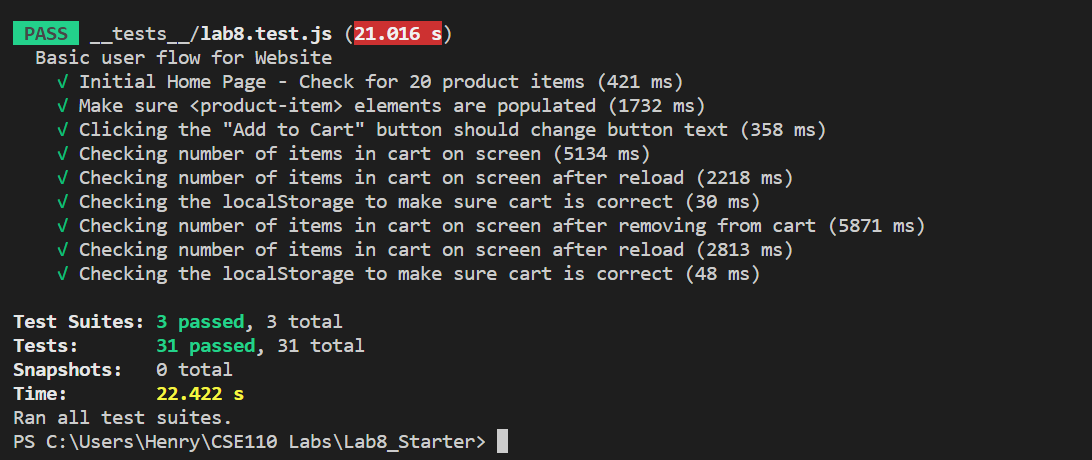 PASS __tests__/lab8.test.js (21.016 s)
Basic user flow for Website
√ Initial Home Page - Check for 20 product items (421 ms)
√ Make sure <product-item> elements are populated (1732 ms)
√ Clicking the "Add to Cart" button should change button text (358 ms)
√ Checking number of items in cart on screen (5134 ms)
√ Checking number of items in cart on screen after reload (2218 ms)
√ Checking the localStorage to make sure cart is correct (30 ms)
√ Checking number of items in cart on screen after removing from cart (5871 ms)
√ Checking number of items in cart on screen after reload (2813 ms)
√ Checking the localStorage to make sure cart is correct (48 ms)
Test Suites: 3 passed, 3 total
Tests: 31 passed, 31 total
Snapshots: 0 total
Time: 22.422 s
Ran all test suites.
PS C:\Users\Henry\CSE110 Labs\Lab8_Starter>